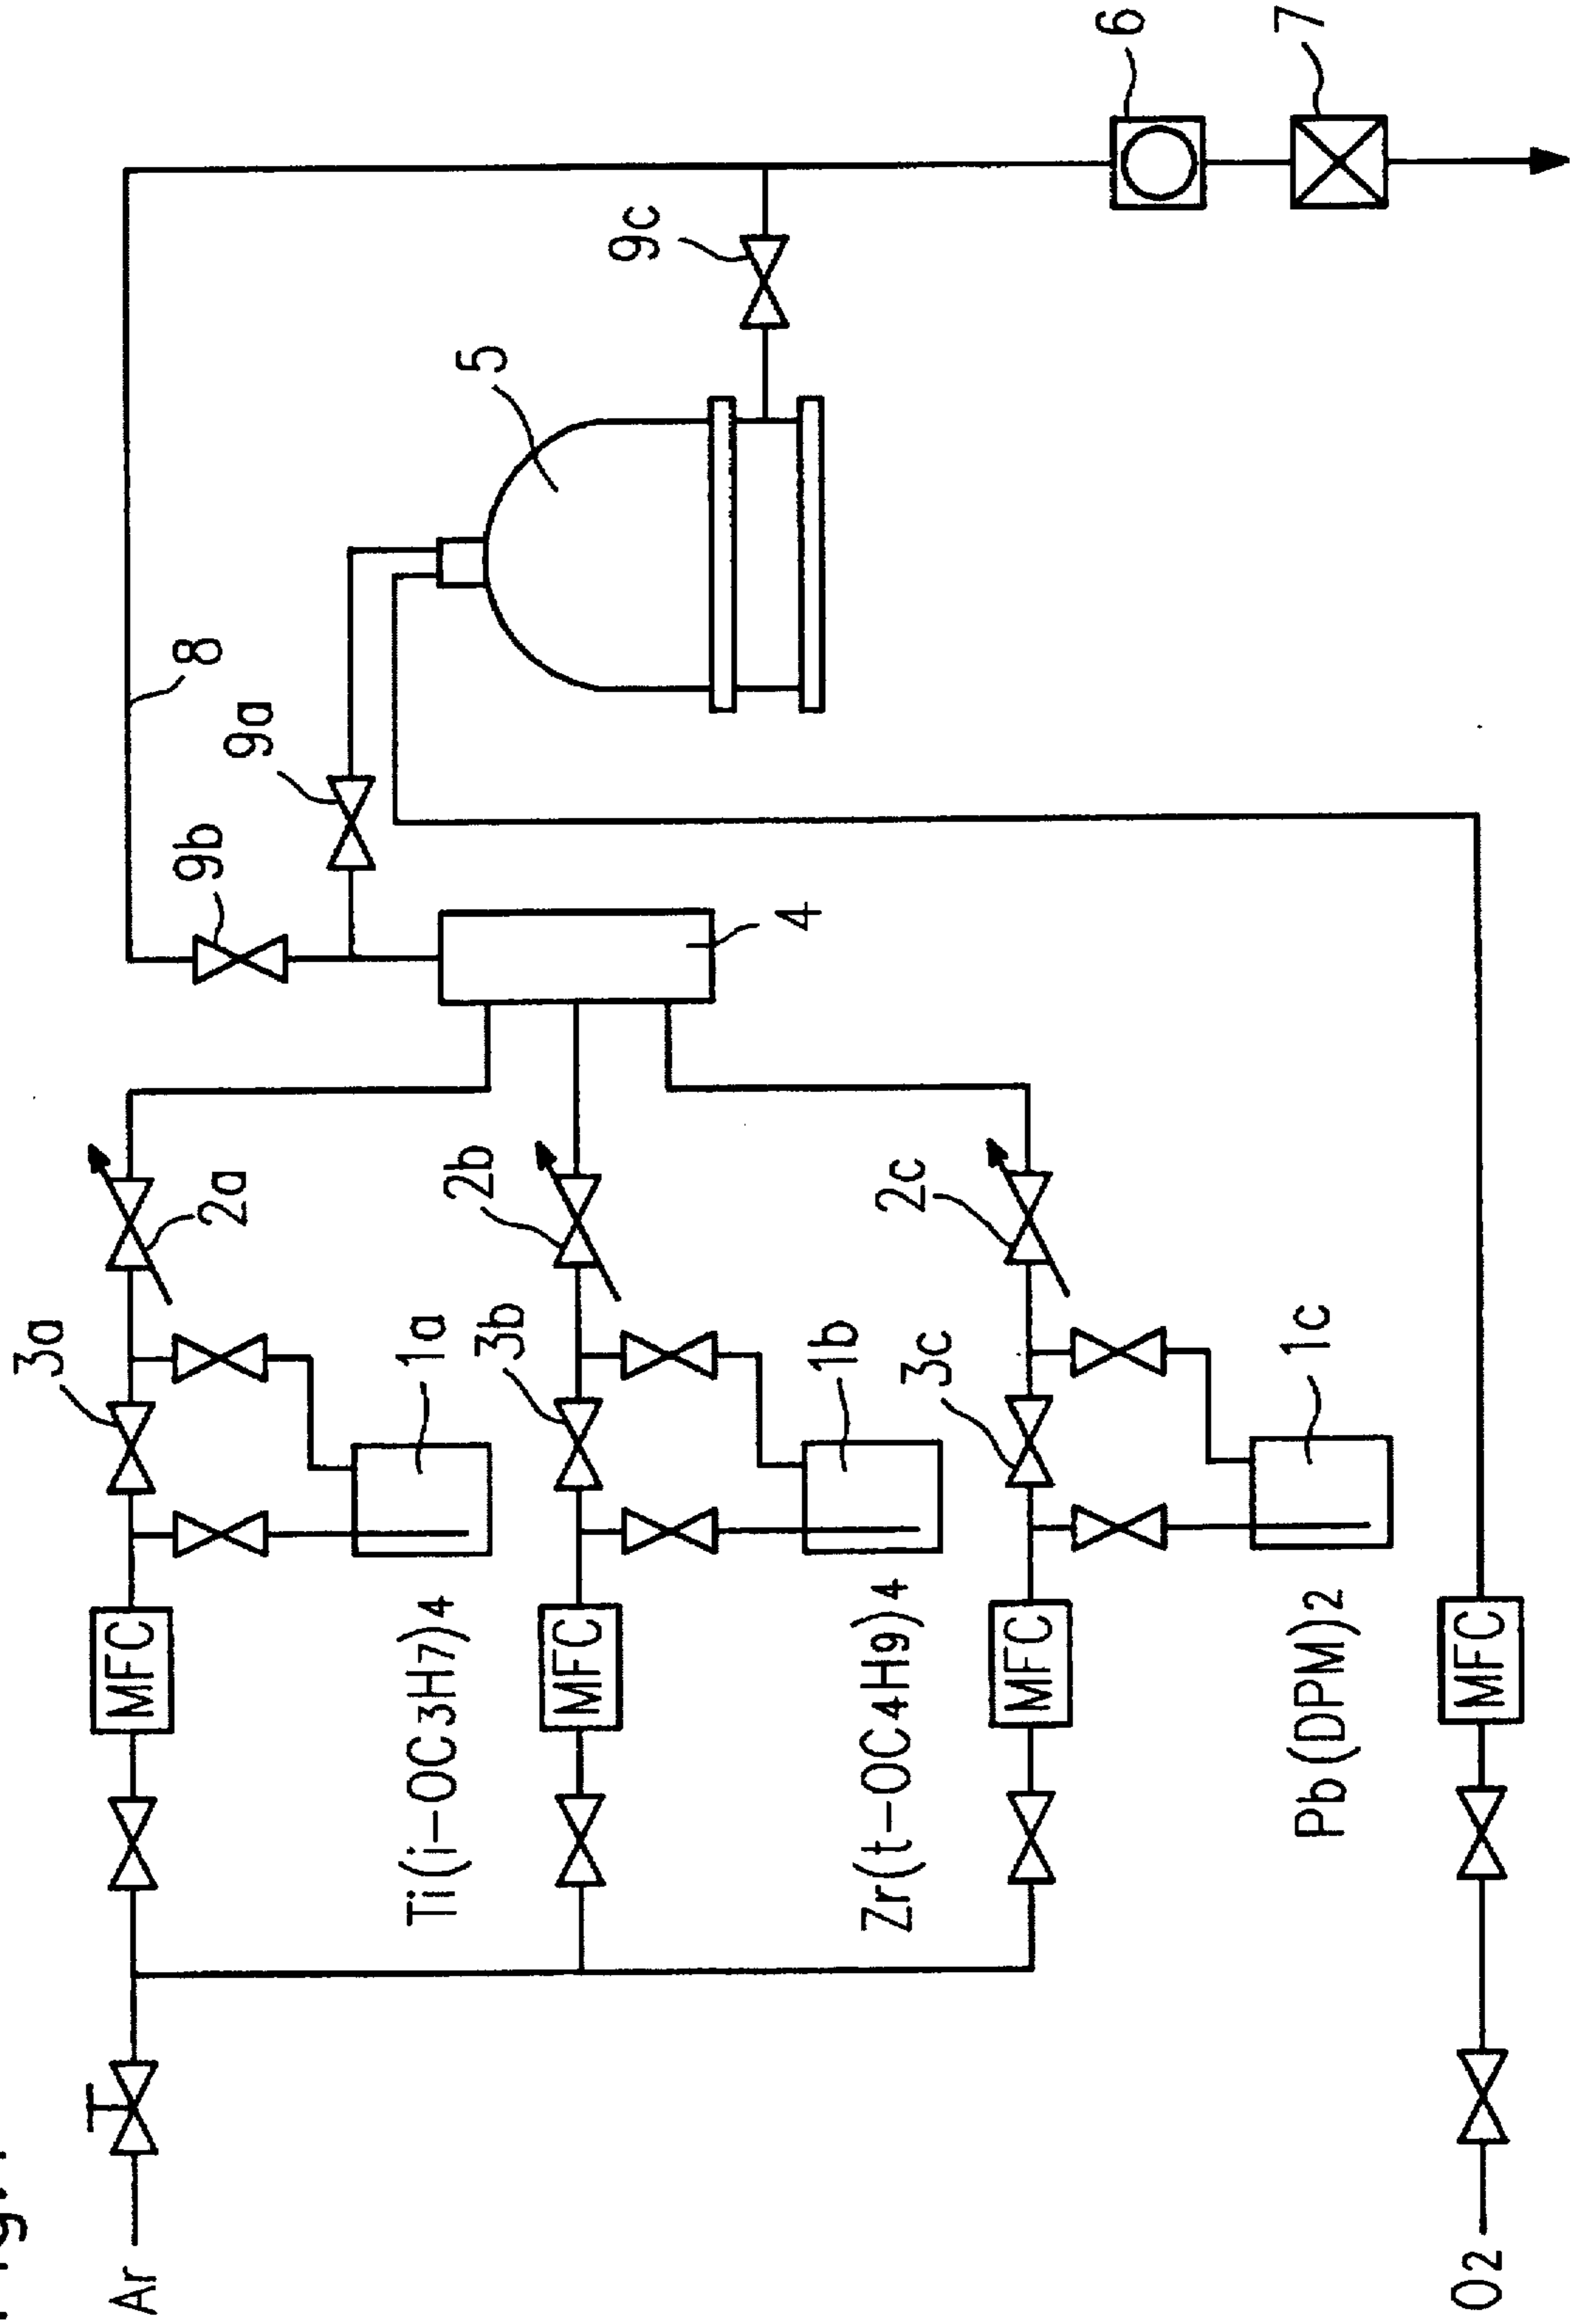 6
7
9c
5
8
9a
9b
4
2a
2b
2c
3a
1a
3b
1b
3c
1c
MFC
Ti(i-OC3H7)4
MFC
Zr(t-OC4H9)4
MFC
Pb(DPM)2
MFC
Ar
O2